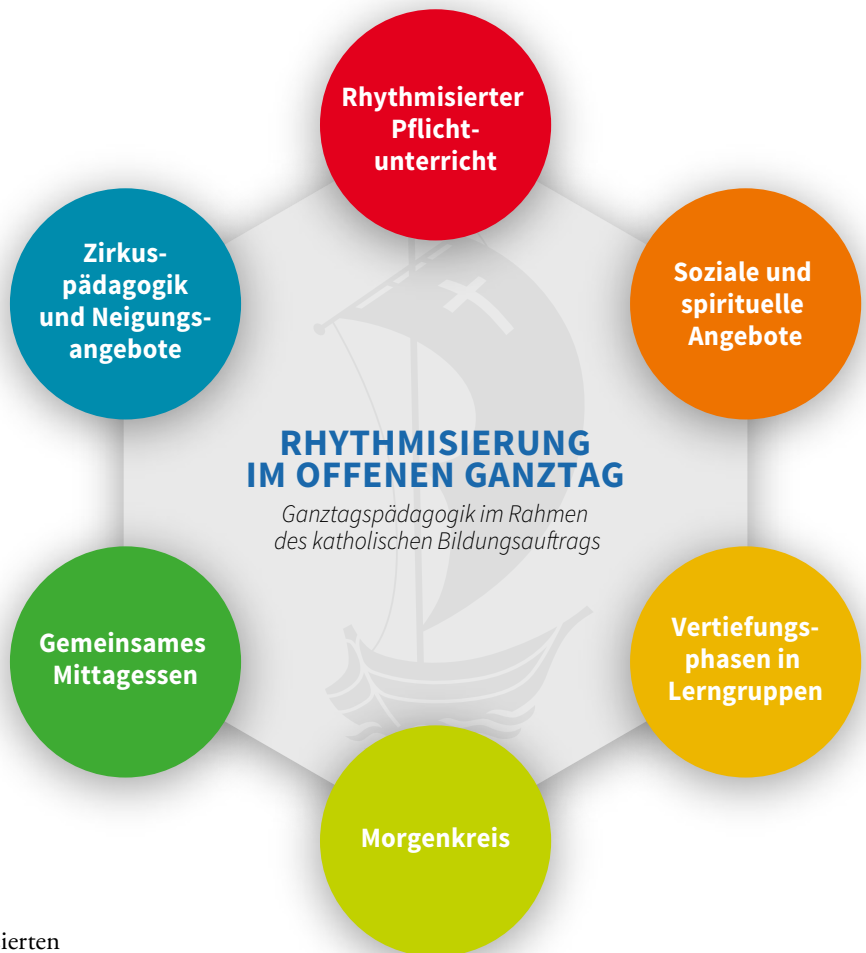 Rhythmisierter
Pflicht-
unterricht
Zirkus-
pädagogik
und Neigungs-
angebote
Soziale und
spirituelle
Angebote
RHYTHMISIERUNG
IM OFFENEN GANZTAG
Ganztagspädagogik im Rahmen
des katholischen Bildungsauftrags
Gemeinsames
Mittagessen
Vertiefungs-
phasen in
Lerngruppen
Morgenkreis
ierten